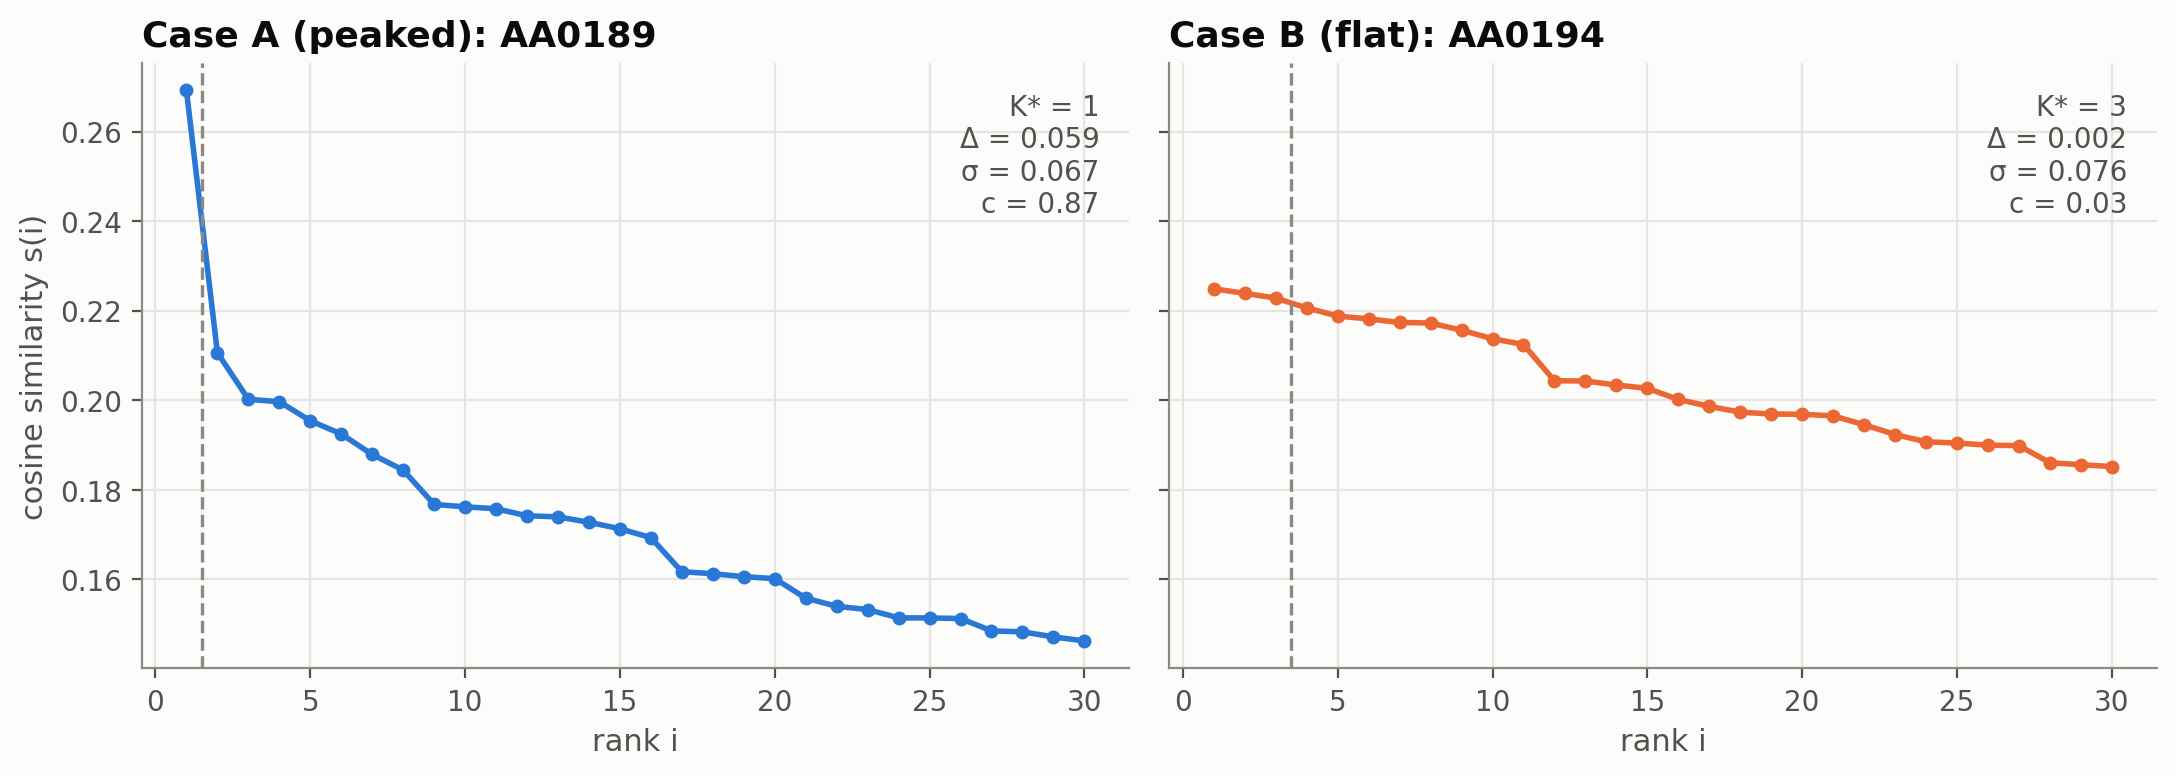 Case A (peaked): AA0189
cosine similarity s(i)
0.26
0.24
0.22
0.20
0.18
0.16
K* = 1
Δ = 0.059
σ = 0.067
c = 0.87
0 5 10 15 20 25 30
rank i
Case B (flat): AA0194
K* = 3
Δ = 0.002
σ = 0.076
c = 0.03
0 5 10 15 20 25 30
rank i